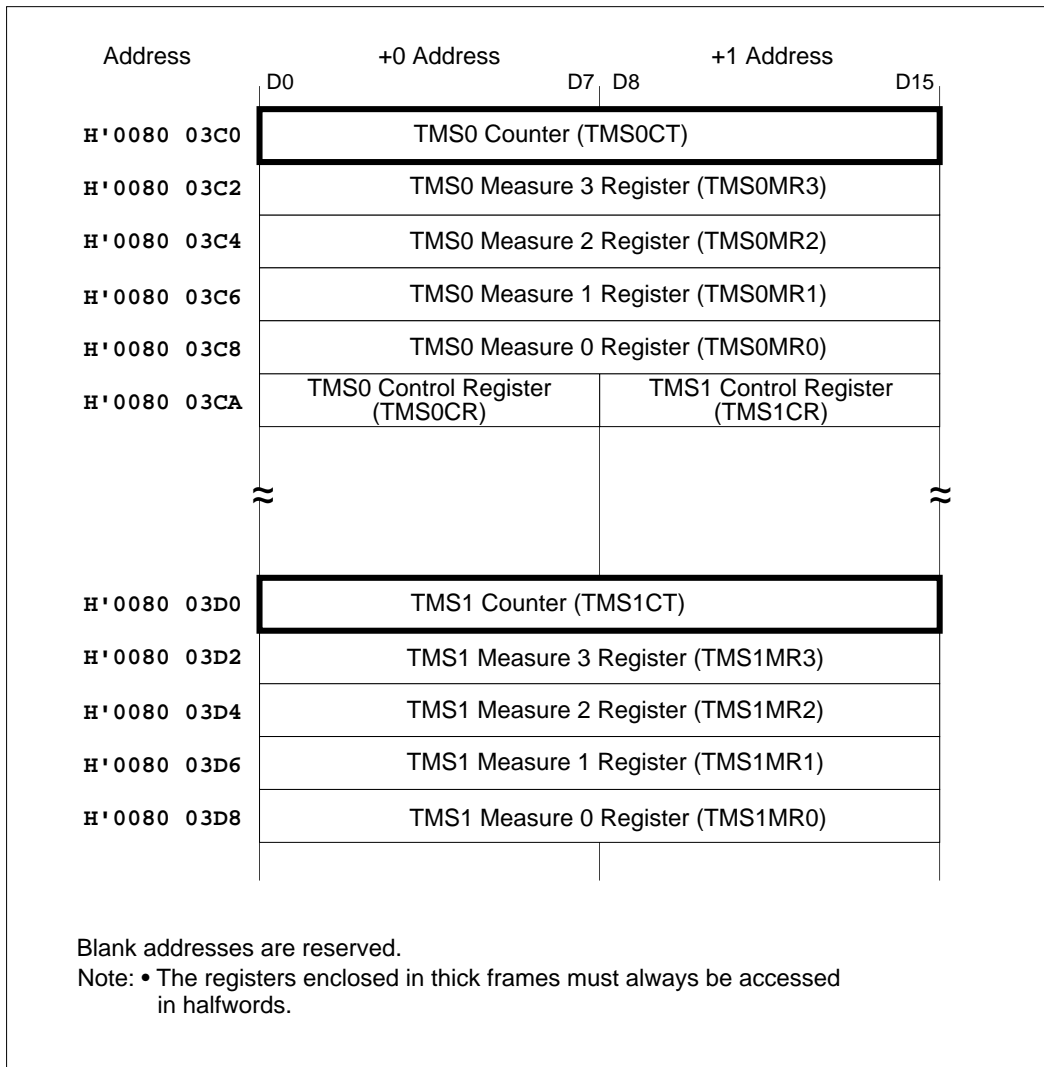 Address +0 Address +1 Address
D0 D7 D8 D15
H'0080 03C0 TMS0 Counter (TMS0CT)
H'0080 03C2 TMS0 Measure 3 Register (TMS0MR3)
H'0080 03C4 TMS0 Measure 2 Register (TMS0MR2)
H'0080 03C6 TMS0 Measure 1 Register (TMS0MR1)
H'0080 03C8 TMS0 Measure 0 Register (TMS0MR0)
H'0080 03CA TMS0 Control Register (TMS0CR) TMS1 Control Register (TMS1CR)
H'0080 03D0 TMS1 Counter (TMS1CT)
H'0080 03D2 TMS1 Measure 3 Register (TMS1MR3)
H'0080 03D4 TMS1 Measure 2 Register (TMS1MR2)
H'0080 03D6 TMS1 Measure 1 Register (TMS1MR1)
H'0080 03D8 TMS1 Measure 0 Register (TMS1MR0)
Blank addresses are reserved.
Note: • The registers enclosed in thick frames must always be accessed
in halfwords.